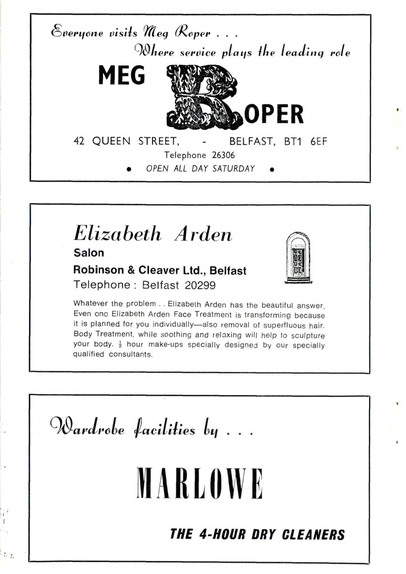 Everyone visits Meg Roper . . .
Where service plays the leading role
MEG
ROPER
42 QUEEN STREET, - BELFAST, BT1 6EF
Telephone 26306
• OPEN ALL DAY SATURDAY •
Elizabeth Arden
Salon
Robinson & Cleaver Ltd., Belfast
Telephone : Belfast 20299
Whatever the problem . . Elizabeth Arden has the beautiful answer.
Even one Elizabeth Arden Face Treatment is transforming because
it is planned for you individually—also removal of superfluous hair.
Body Treatment, while soothing and relaxing will help to sculpture
your body. ½ hour make-ups specially designed by our specially
qualified consultants.
Wardrobe facilities by . . .
MARLOWE
THE 4-HOUR DRY CLEANERS